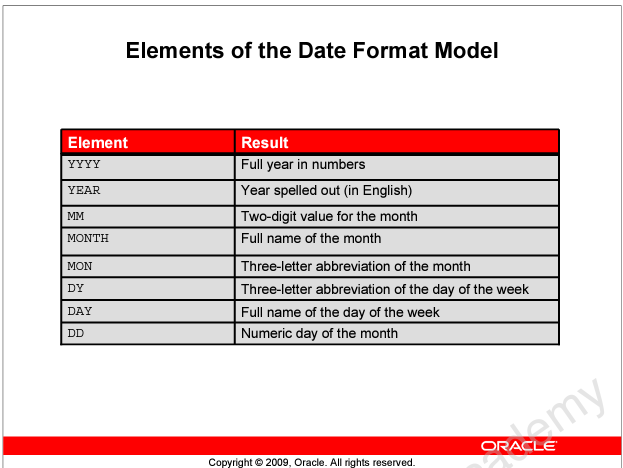 Elements of the Date Format Model
Element Result
YYYY Full year in numbers
YEAR Year spelled out (in English)
MM Two-digit value for the month
MONTH Full name of the month
MON Three-letter abbreviation of the month
DY Three-letter abbreviation of the day of the week
DAY Full name of the day of the week
DD Numeric day of the month
ORACLE
Copyright © 2009, Oracle. All rights reserved.